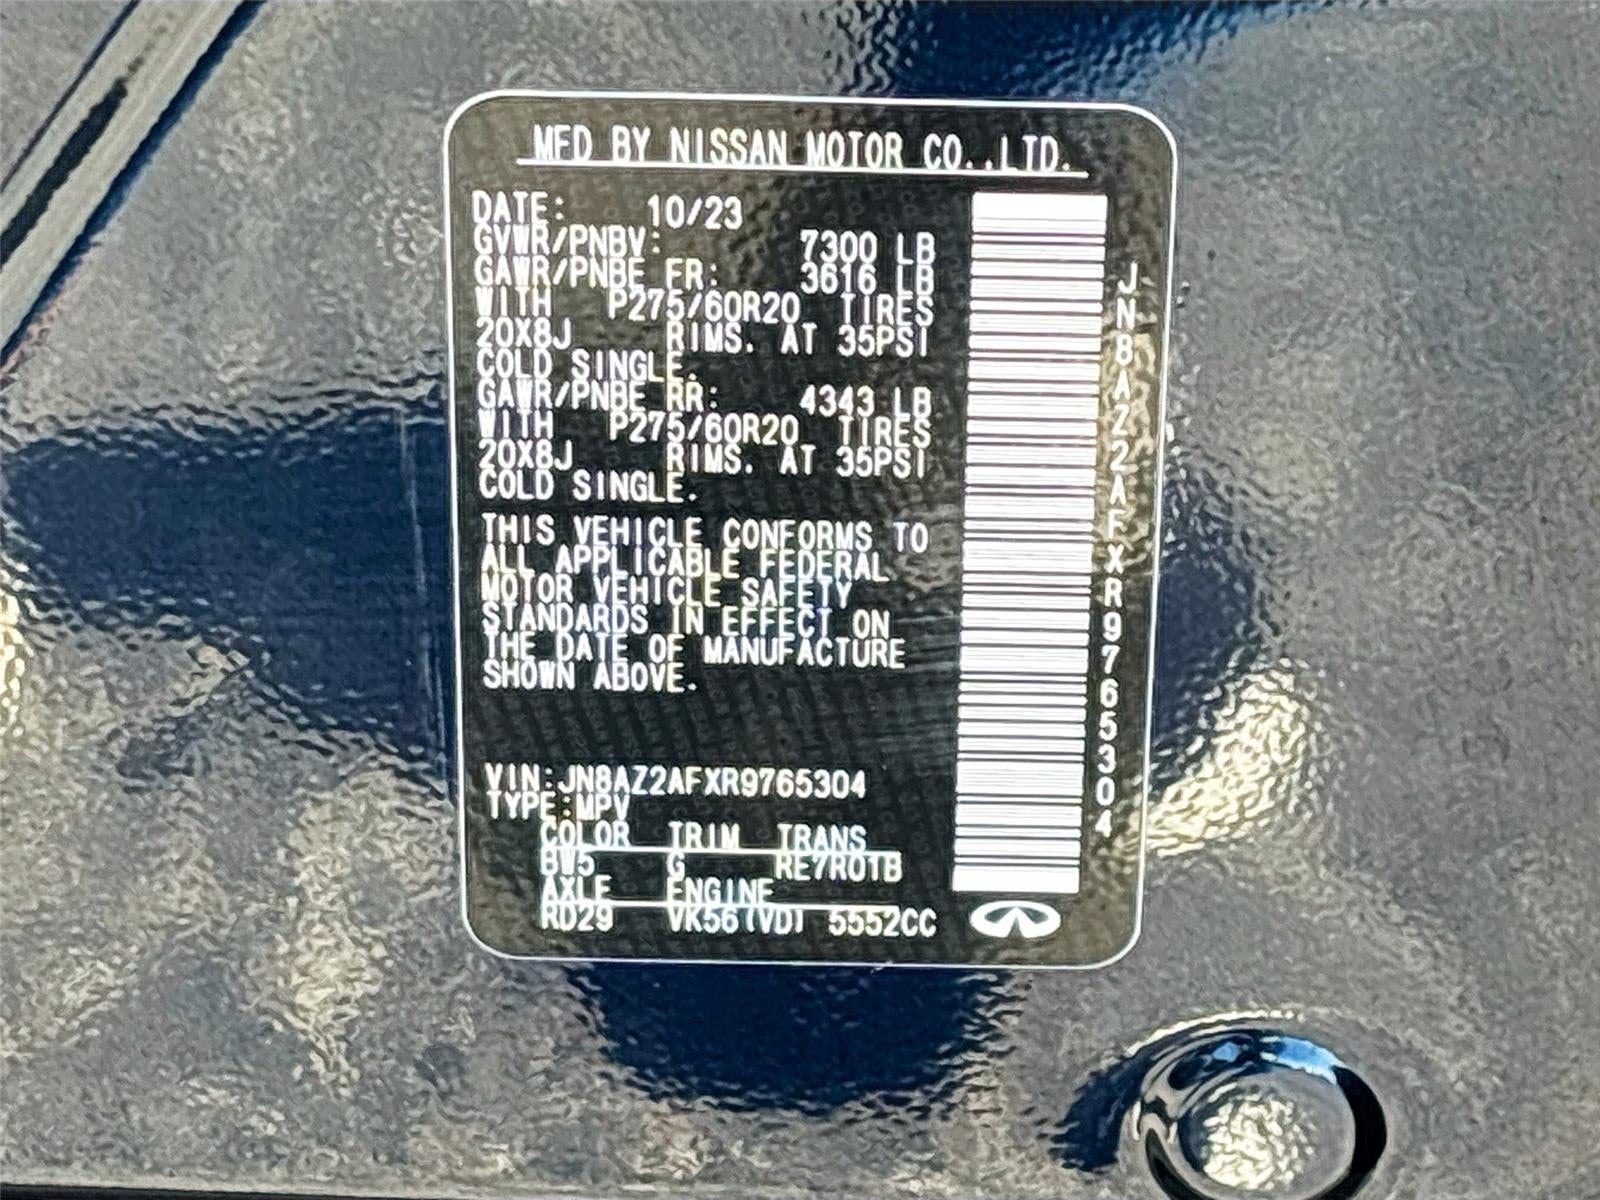 MFD BY NISSAN MOTOR CO.,LTD.
DATE: 10/23
GVWR/PNBV: 7300 LB
GAWR/PNBE FR: 3616 LB
WITH P275/60R20 TIRES
20X8J RIMS. AT 35PSI
COLD SINGLE.
GAWR/PNBE RR: 4343 LB
WITH P275/60R20 TIRES
20X8J RIMS. AT 35PSI
COLD SINGLE.
THIS VEHICLE CONFORMS TO
ALL APPLICABLE FEDERAL
MOTOR VEHICLE SAFETY
STANDARDS IN EFFECT ON
THE DATE OF MANUFACTURE
SHOWN ABOVE.
VIN:JN8AZ2AFXR9765304
TYPE:MPV
COLOR TRIM TRANS
BW5 G RE7R01B
AXLE ENGINE
RD29 VK56(VD) 5552CC
JN8AZ2AFXR9765304